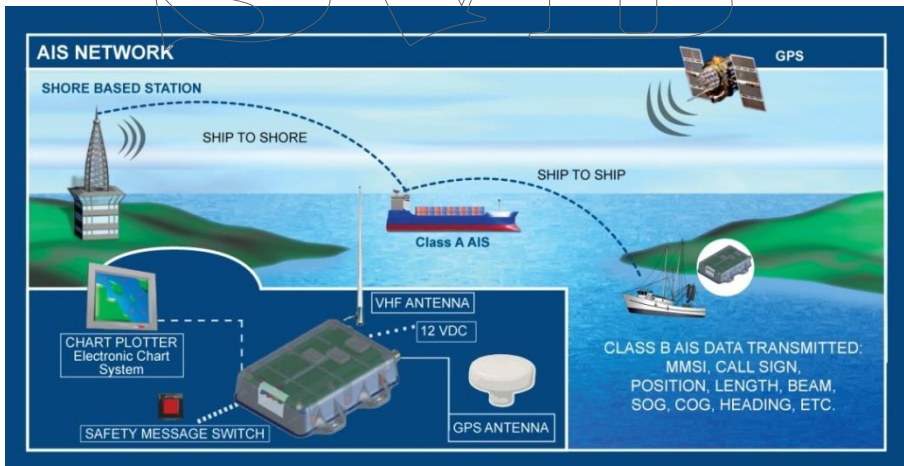 AIS NETWORK
GPS
SHORE BASED STATION
SHIP TO SHORE
SHIP TO SHIP
Class A AIS
VHF ANTENNA
12 VDC
CHART PLOTTER
Electronic Chart
System
SAFETY MESSAGE SWITCH
GPS ANTENNA
CLASS B AIS DATA TRANSMITTED:
MMSI, CALL SIGN,
POSITION, LENGTH, BEAM,
SOG, COG, HEADING, ETC.